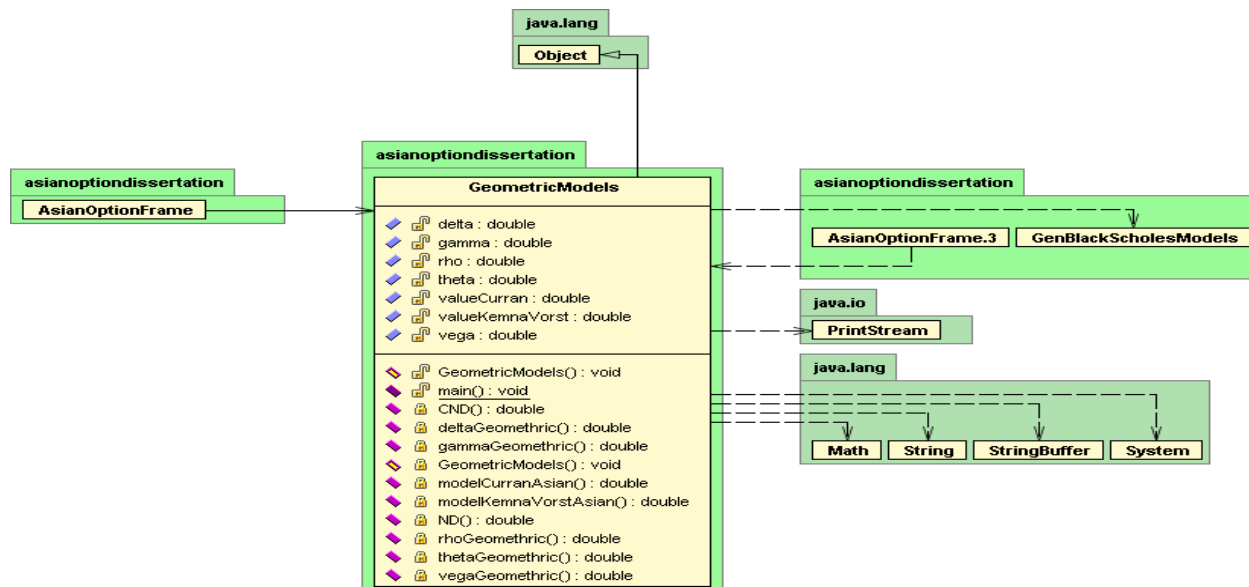 java.lang
Object
asianoptiondissertation
AsianOptionFrame
asianoptiondissertation
GeometricModels
delta : double
gamma : double
rho : double
theta : double
valueCurran : double
valueKemnaVorst : double
vega : double
GeometricModels() : void
main() : void
CND() : double
deltaGeomethric() : double
gammaGeomethric() : double
GeometricModels() : void
modelCurranAsian() : double
modelKemnaVorstAsian() : double
ND() : double
rhoGeomethric() : double
thetaGeomethric() : double
vegaGeomethric() : double
asianoptiondissertation
AsianOptionFrame.3 GenBlackScholesModels
java.io
PrintStream
java.lang
Math String StringBuffer System